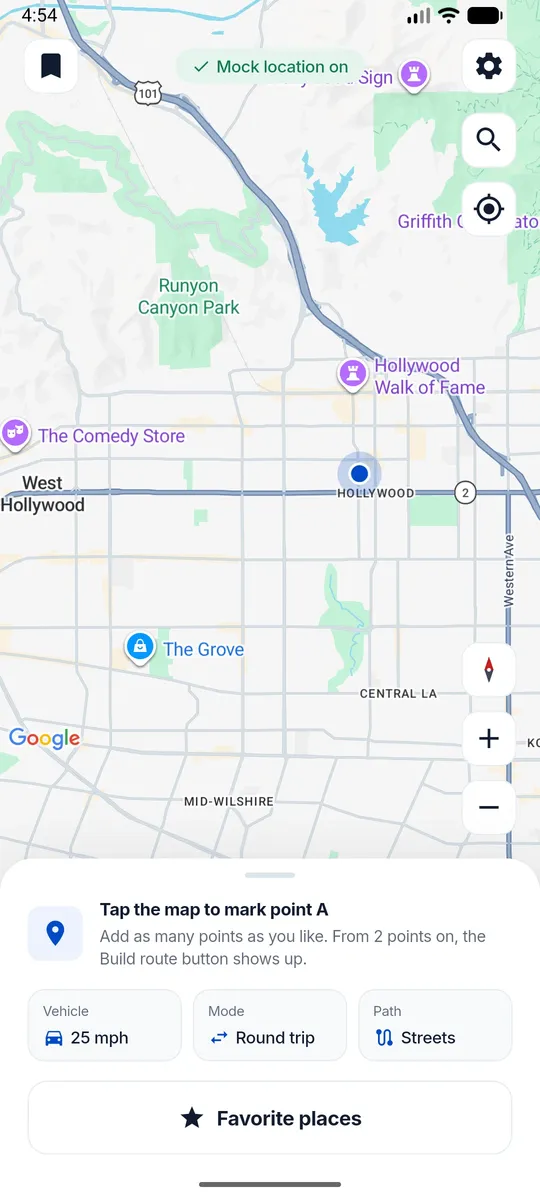 4:54
Mock location on
Sign
101
Griffith
Runyon
Canyon Park
Hollywood
Walk of Fame
The Comedy Store
West
Hollywood
HOLLYWOOD
2
Western Ave
The Grove
CENTRAL LA
Google
MID-WILSHIRE
Tap the map to mark point A
Add as many points as you like. From 2 points on, the
Build route button shows up.
Vehicle
25 mph
Mode
Round trip
Path
Streets
Favorite places